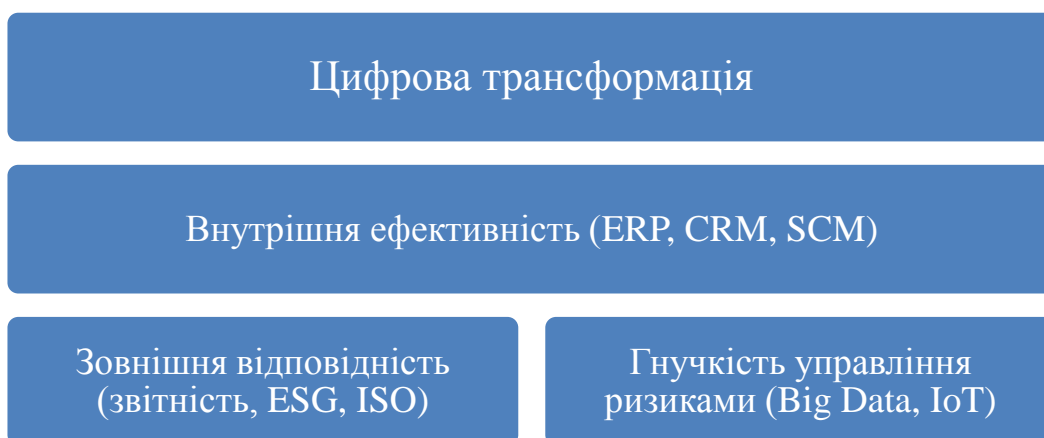 Цифрова трансформація
Внутрішня ефективність (ERP, CRM, SCM)
Зовнішня відповідність
(звітність, ESG, ISO)
Гнучкість управління
ризиками (Big Data, IoT)